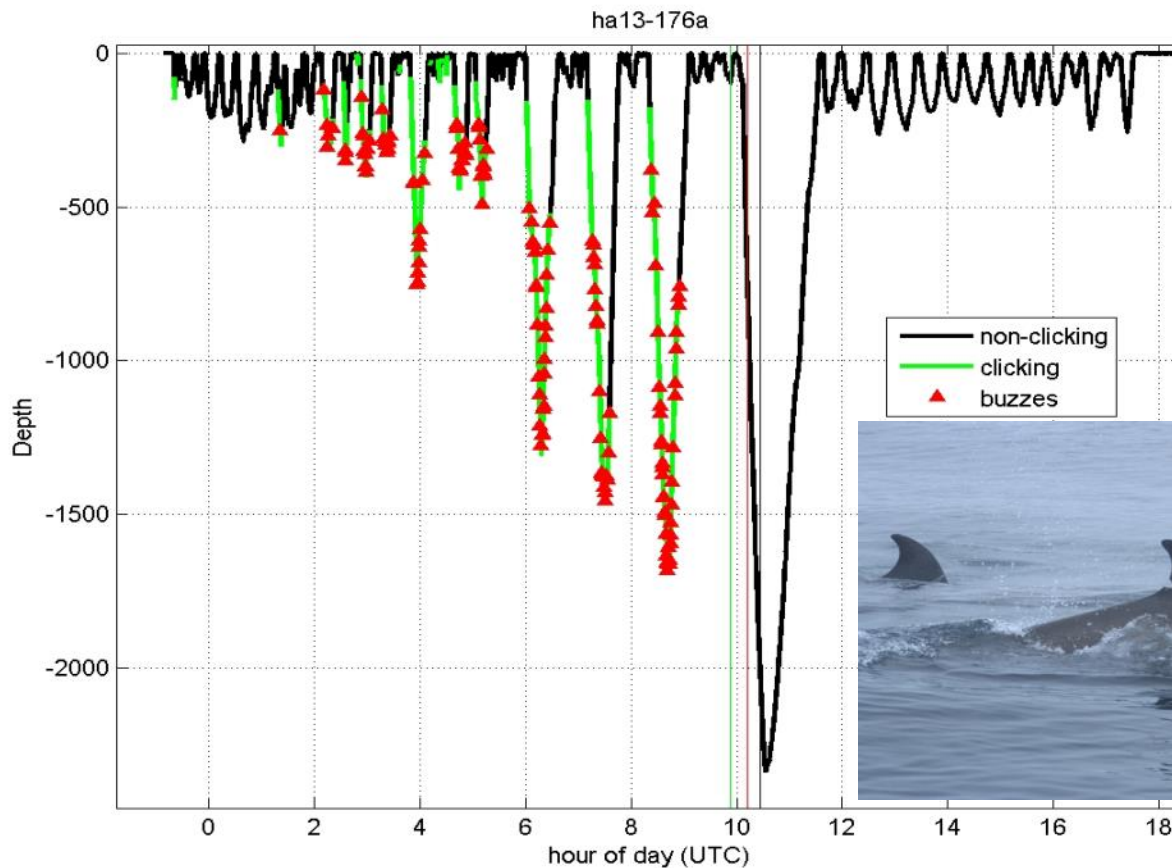 ha13-176a
0
-500
-1000
-1500
-2000
Depth
non-clicking
clicking
buzzes
0 2 4 6 8 10 12 14 16 18
hour of day (UTC)